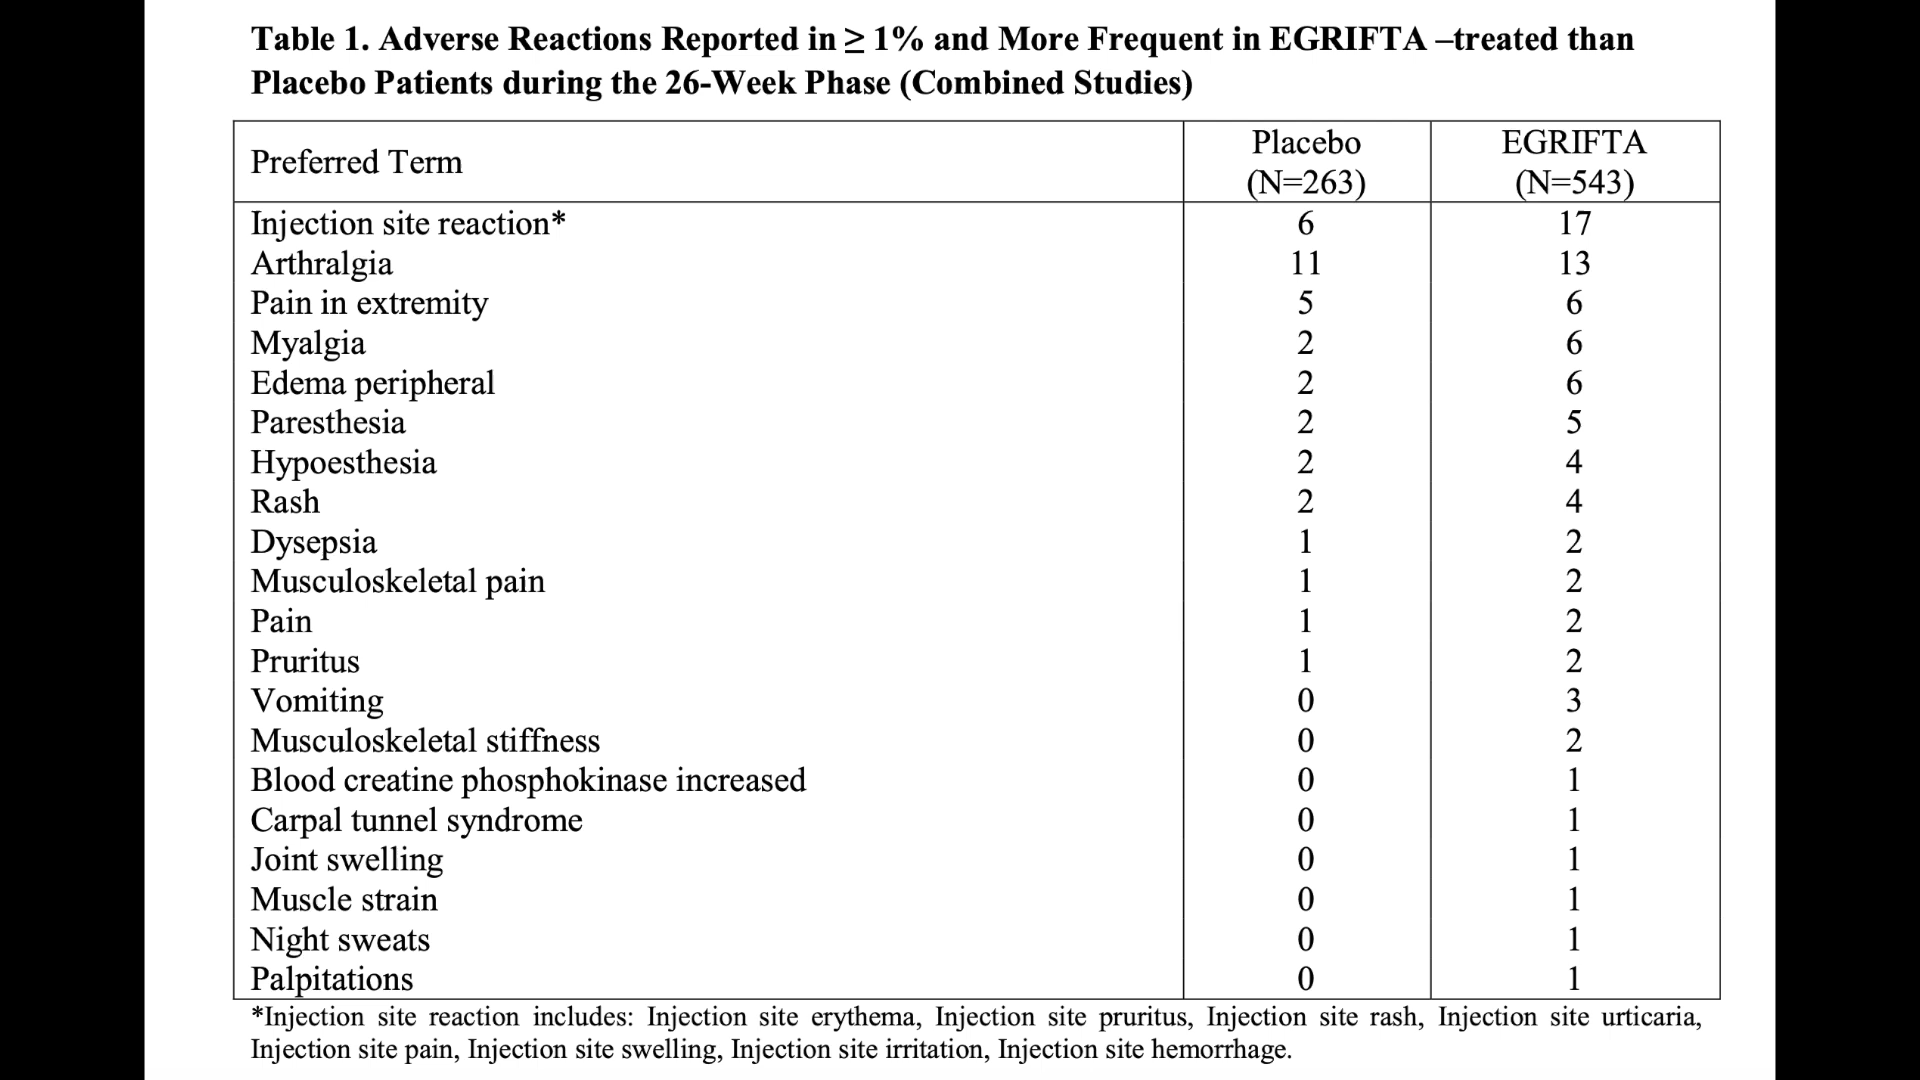 Table 1. Adverse Reactions Reported in ≥ 1% and More Frequent in EGRIFTA –treated than
Placebo Patients during the 26-Week Phase (Combined Studies)
Preferred Term Placebo (N=263) EGRIFTA (N=543)
Injection site reaction* 6 17
Arthralgia 11 13
Pain in extremity 5 6
Myalgia 2 6
Edema peripheral 2 6
Paresthesia 2 5
Hypoesthesia 2 4
Rash 2 4
Dysepsia 1 2
Musculoskeletal pain 1 2
Pain 1 2
Pruritus 1 2
Vomiting 0 3
Musculoskeletal stiffness 0 2
Blood creatine phosphokinase increased 0 1
Carpal tunnel syndrome 0 1
Joint swelling 0 1
Muscle strain 0 1
Night sweats 0 1
Palpitations 0 1
*Injection site reaction includes: Injection site erythema, Injection site pruritus, Injection site rash, Injection site urticaria,
Injection site pain, Injection site swelling, Injection site irritation, Injection site hemorrhage.